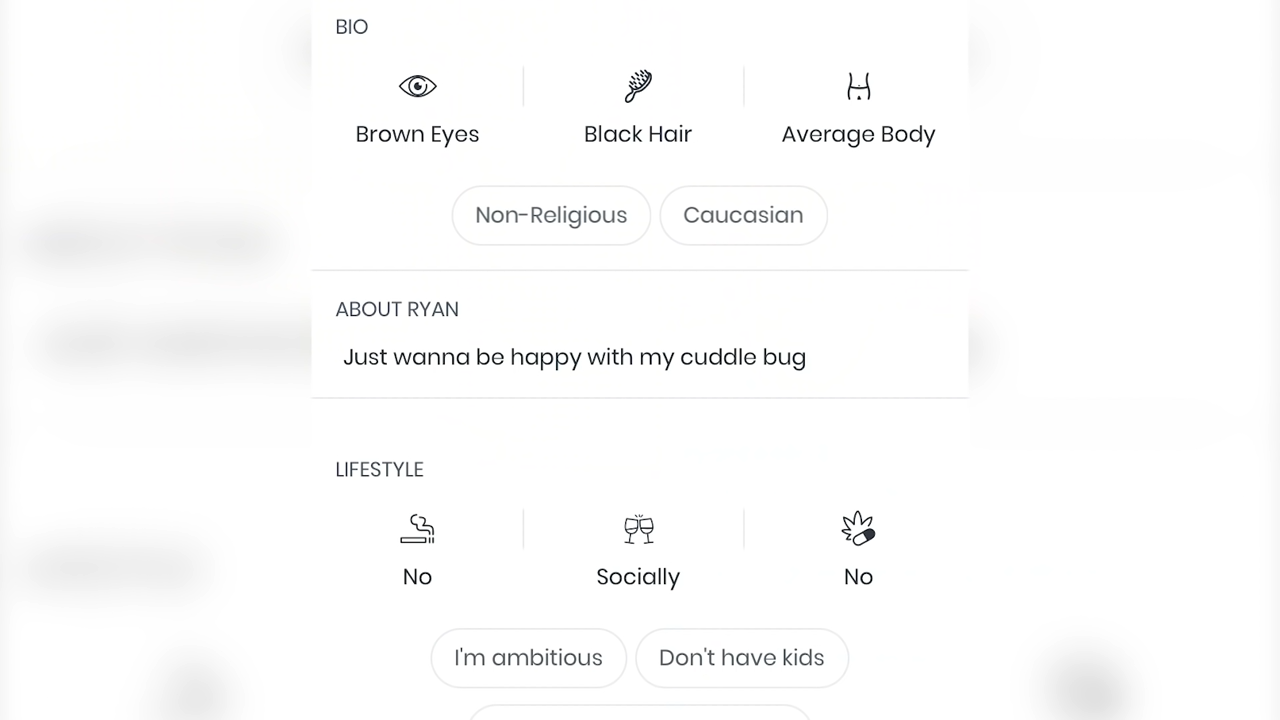 BIO
Brown Eyes Black Hair Average Body
Non-Religious Caucasian
ABOUT RYAN
Just wanna be happy with my cuddle bug
LIFESTYLE
No Socially No
I'm ambitious Don't have kids